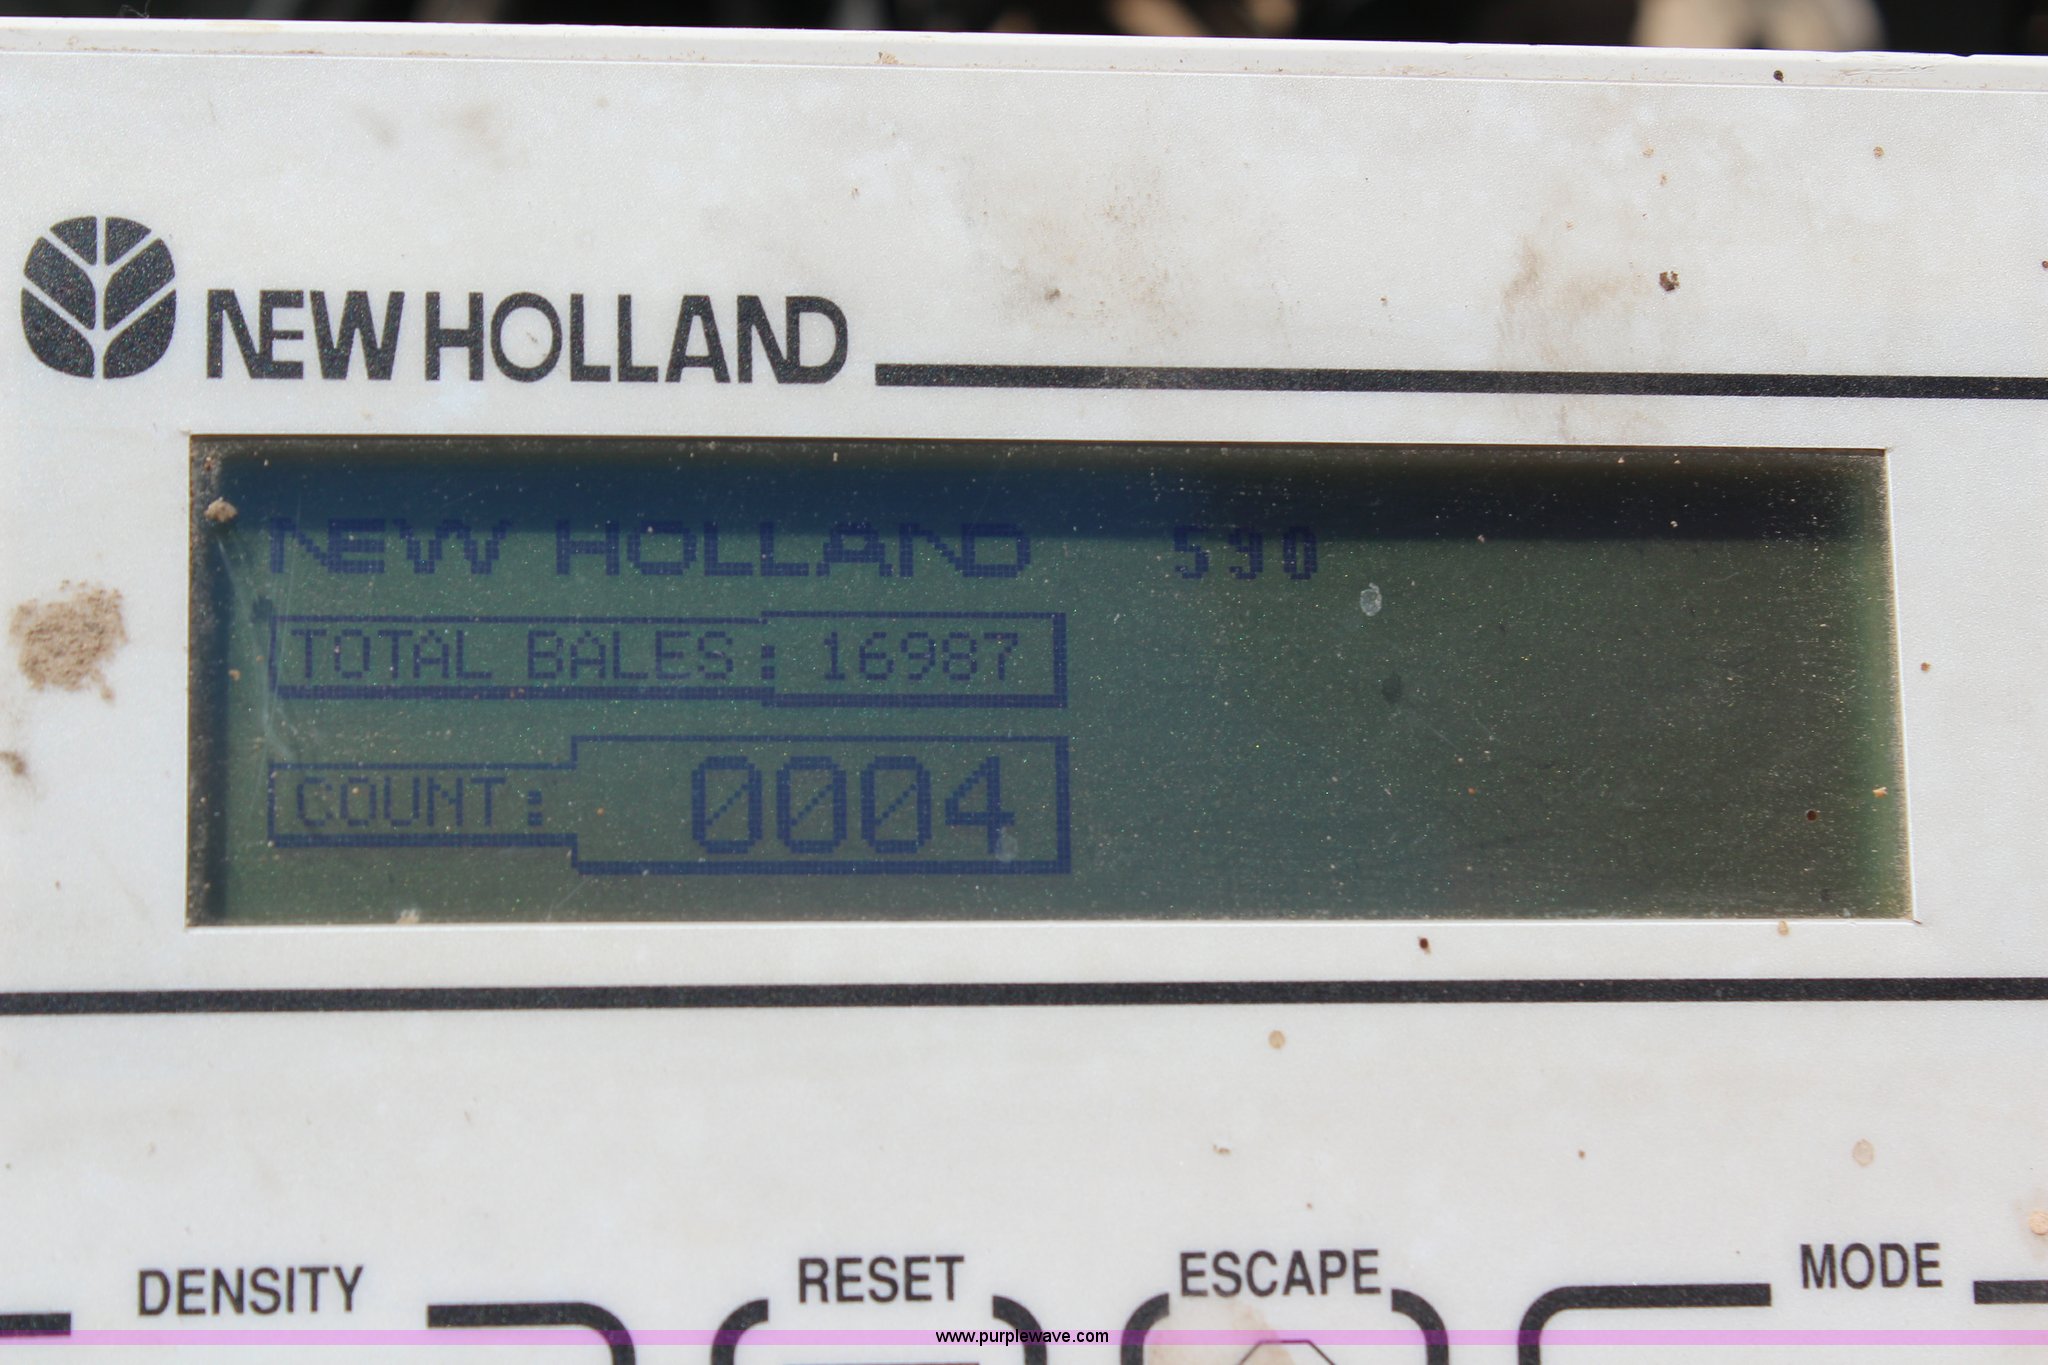 NEW HOLLAND
NEW HOLLAND 590
TOTAL BALES: 16987
COUNT: 0004
DENSITY RESET ESCAPE MODE
www.purplewave.com